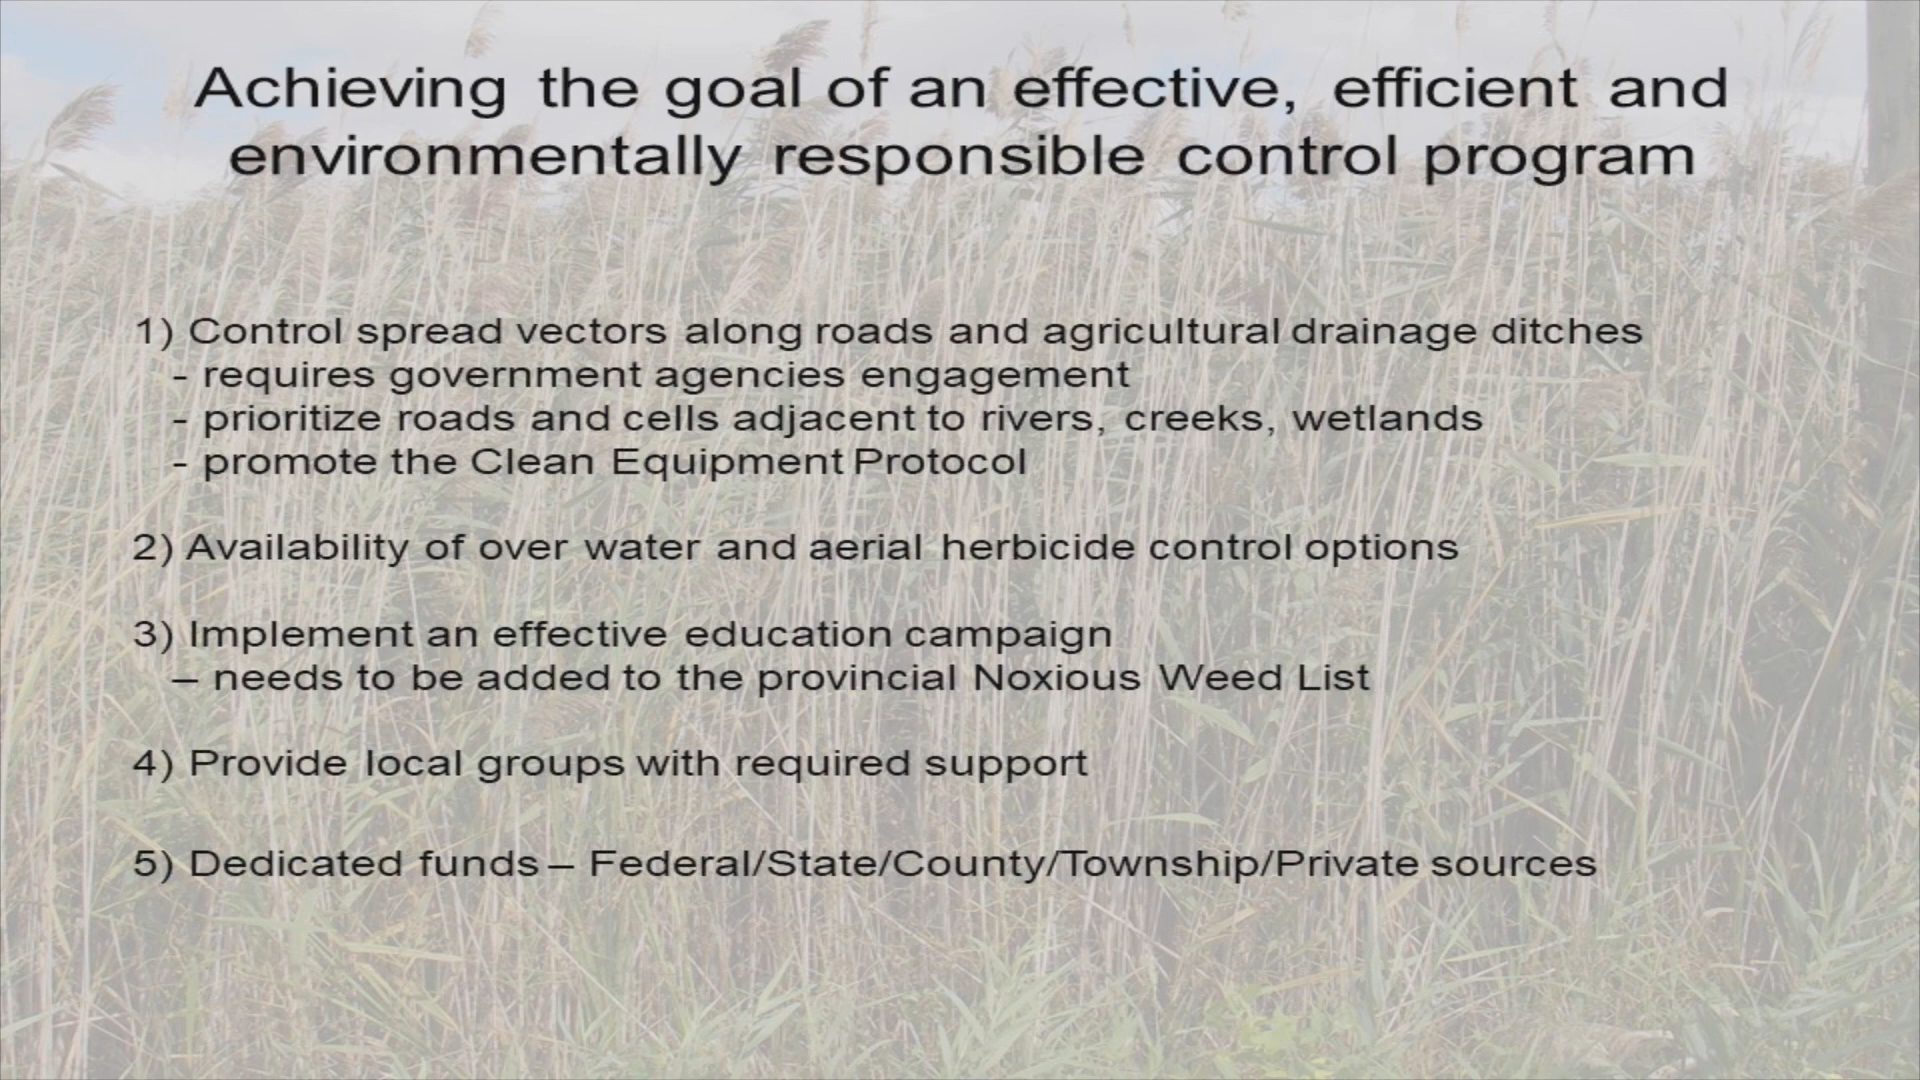 Achieving the goal of an effective, efficient and
environmentally responsible control program
1) Control spread vectors along roads and agricultural drainage ditches
- requires government agencies engagement
- prioritize roads and cells adjacent to rivers, creeks, wetlands
- promote the Clean Equipment Protocol
2) Availability of over water and aerial herbicide control options
3) Implement an effective education campaign
– needs to be added to the provincial Noxious Weed List
4) Provide local groups with required support
5) Dedicated funds – Federal/State/County/Township/Private sources